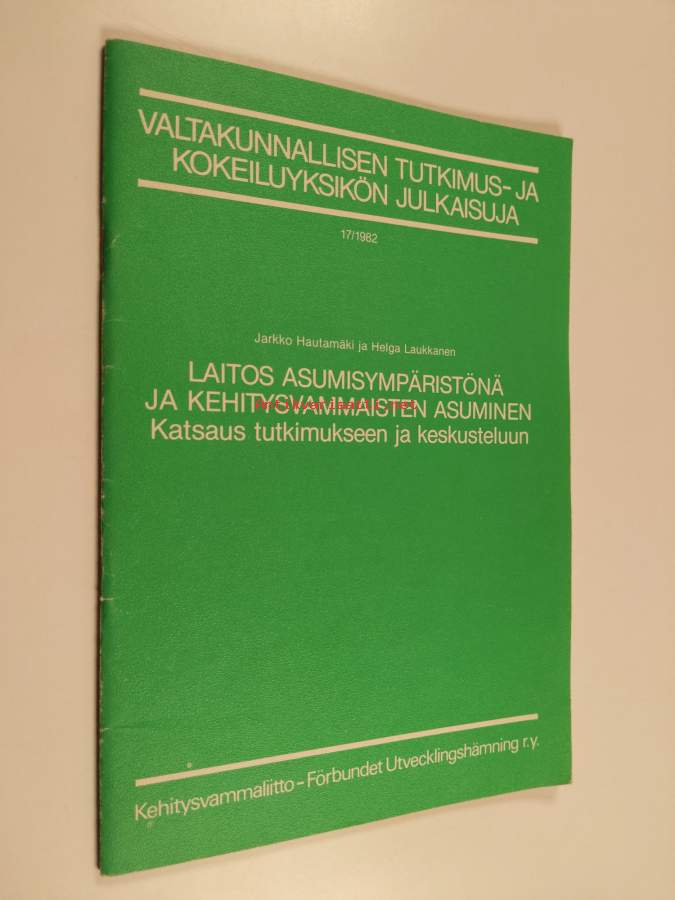 VALTAKUNNALLISEN TUTKIMUS- JA
KOKEILUYKSIKÖN JULKAISUJA
17/1982
Jarkko Hautamäki ja Helga Laukkanen
LAITOS ASUMISYMPÄRISTÖNÄ
JA KEHITYSVAMMAISTEN ASUMINEN
Katsaus tutkimukseen ja keskusteluun
Kehitysvammaliitto – Förbundet Utvecklingshämning r.y.